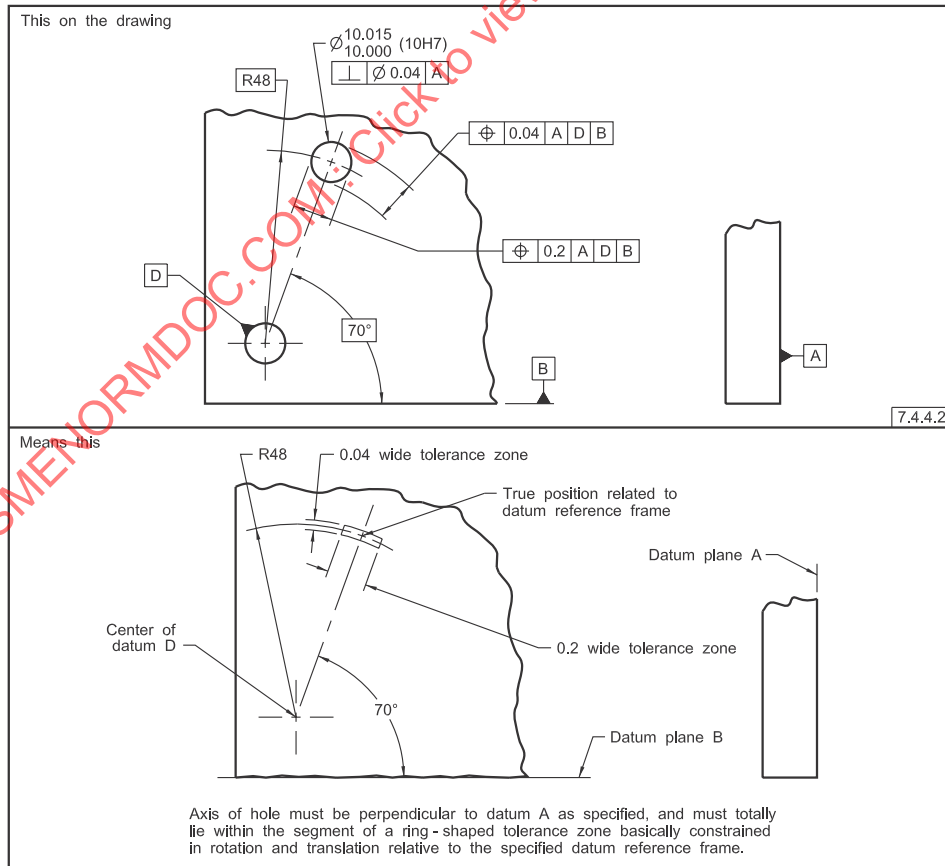 This on the drawing
⌀10.015
10.000 (10H7)
⟂ ⌀ 0.04 A
R48
⌖ 0.04 A D B
⌖ 0.2 A D B
D
70°
B
A
7.4.4.2
SMENORMDOC.COM : Click to vie
Means this
R48
0.04 wide tolerance zone
True position related to
datum reference frame
Datum plane A
Center of
datum D
0.2 wide tolerance zone
70°
Datum plane B
Axis of hole must be perpendicular to datum A as specified, and must totally
lie within the segment of a ring-shaped tolerance zone basically constrained
in rotation and translation relative to the specified datum reference frame.